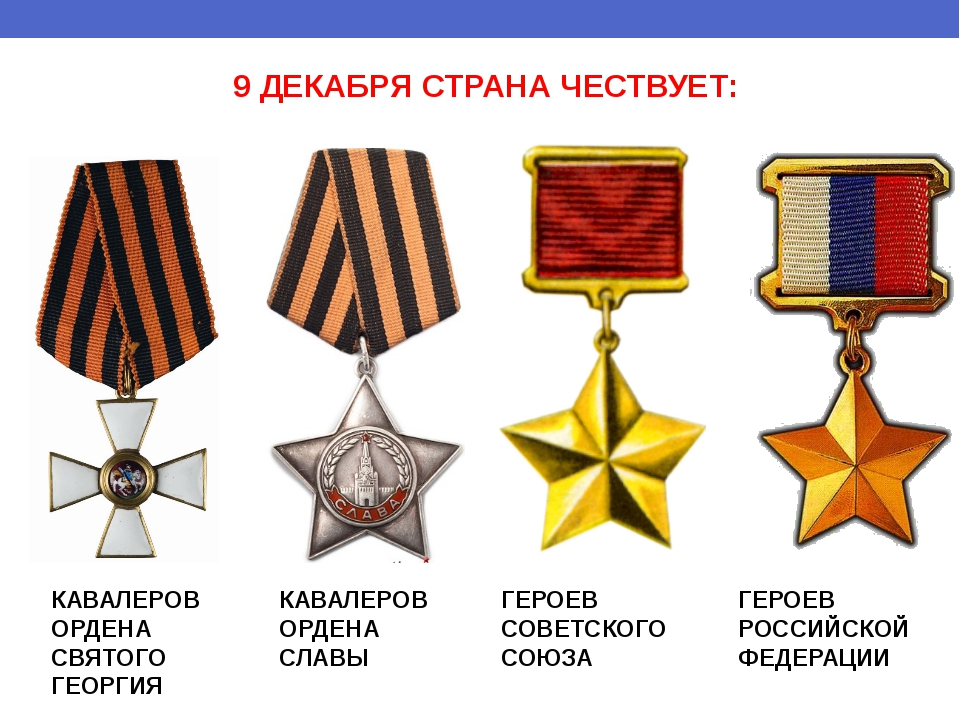 9 ДЕКАБРЯ СТРАНА ЧЕСТВУЕТ:
СЛАВА
КАВАЛЕРОВ
ОРДЕНА
СВЯТОГО
ГЕОРГИЯ
КАВАЛЕРОВ
ОРДЕНА
СЛАВЫ
ГЕРОЕВ
СОВЕТСКОГО
СОЮЗА
ГЕРОЕВ
РОССИЙСКОЙ
ФЕДЕРАЦИИ